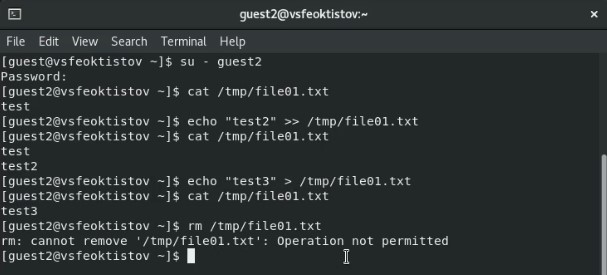 guest2@vsfeoktistov:~
File Edit View Search Terminal Help
[guest@vsfeoktistov ~]$ su - guest2
Password:
[guest2@vsfeoktistov ~]$ cat /tmp/file01.txt
test
[guest2@vsfeoktistov ~]$ echo "test2" >> /tmp/file01.txt
[guest2@vsfeoktistov ~]$ cat /tmp/file01.txt
test
test2
[guest2@vsfeoktistov ~]$ echo "test3" > /tmp/file01.txt
[guest2@vsfeoktistov ~]$ cat /tmp/file01.txt
test3
[guest2@vsfeoktistov ~]$ rm /tmp/file01.txt
rm: cannot remove '/tmp/file01.txt': Operation not permitted
[guest2@vsfeoktistov ~]$